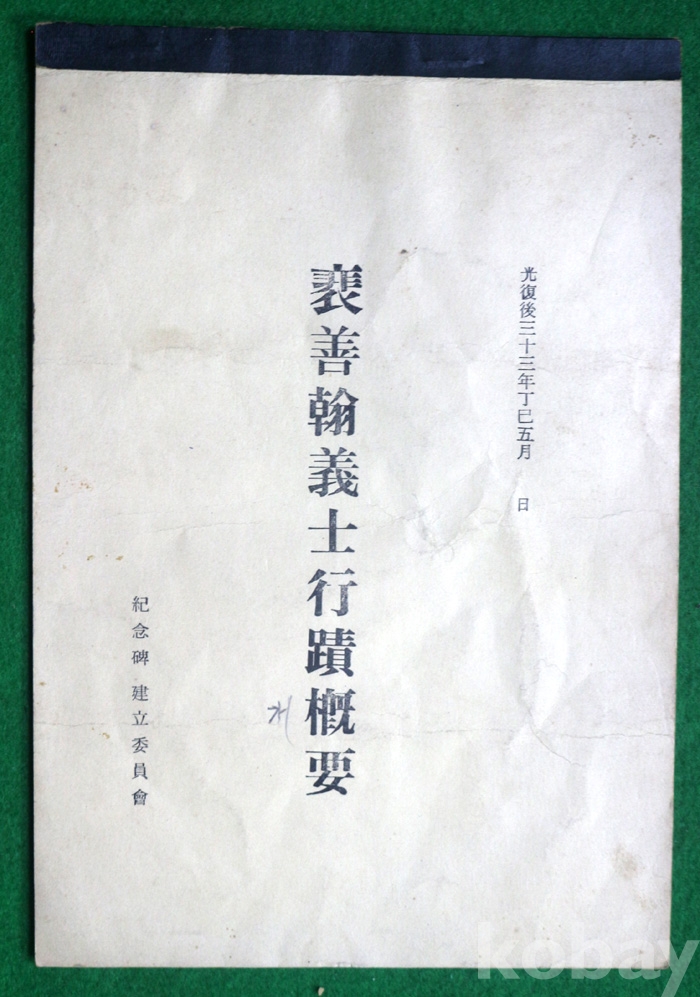 光復後三十三年丁巳五月 日
裵善翰義士行蹟槪要
개
紀念碑 建立委員會
kobay